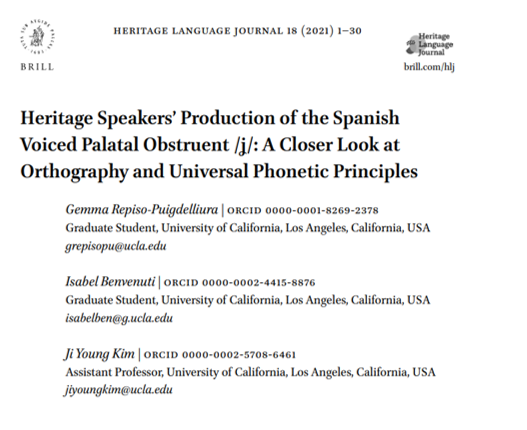 HERITAGE LANGUAGE JOURNAL 18 (2021) 1–30
BRILL
Heritage
Language
Journal
brill.com/hlj
Heritage Speakers’ Production of the Spanish
Voiced Palatal Obstruent /ʝ/: A Closer Look at
Orthography and Universal Phonetic Principles
Gemma Repiso-Puigdelliura | ORCID 0000-0001-8269-2378
Graduate Student, University of California, Los Angeles, California, USA
grepisopu@ucla.edu
Isabel Benvenuti | ORCID 0000-0002-4415-8876
Graduate Student, University of California, Los Angeles, California, USA
isabelben@g.ucla.edu
Ji Young Kim | ORCID 0000-0002-5708-6461
Assistant Professor, University of California, Los Angeles, California, USA
jiyoungkim@ucla.edu